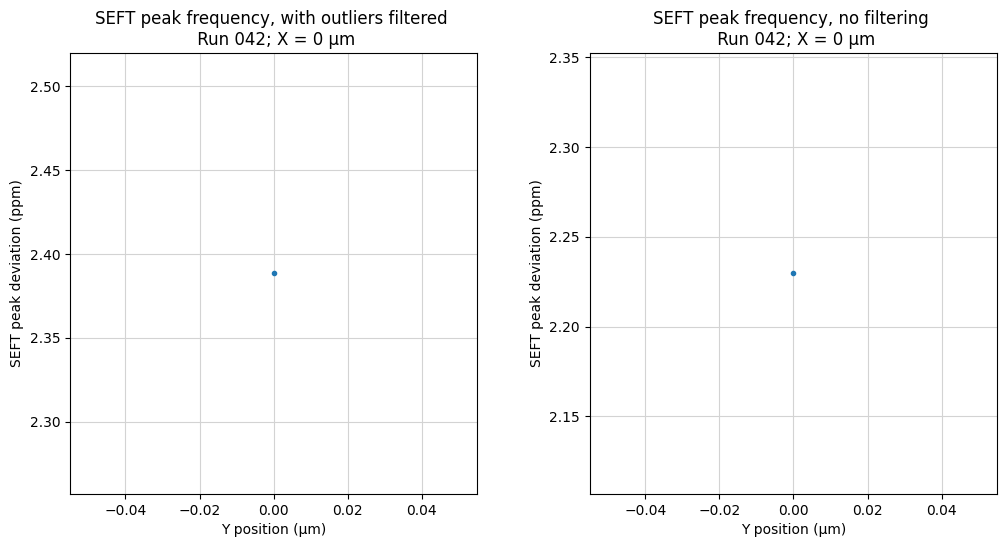 SEFT peak frequency, with outliers filtered
Run 042; X = 0 µm
SEFT peak deviation (ppm)
2.50
2.45
2.40
2.35
2.30
−0.04
−0.02
0.00
0.02
0.04
Y position (µm)
SEFT peak frequency, no filtering
Run 042; X = 0 µm
SEFT peak deviation (ppm)
2.35
2.30
2.25
2.20
2.15
−0.04
−0.02
0.00
0.02
0.04
Y position (µm)